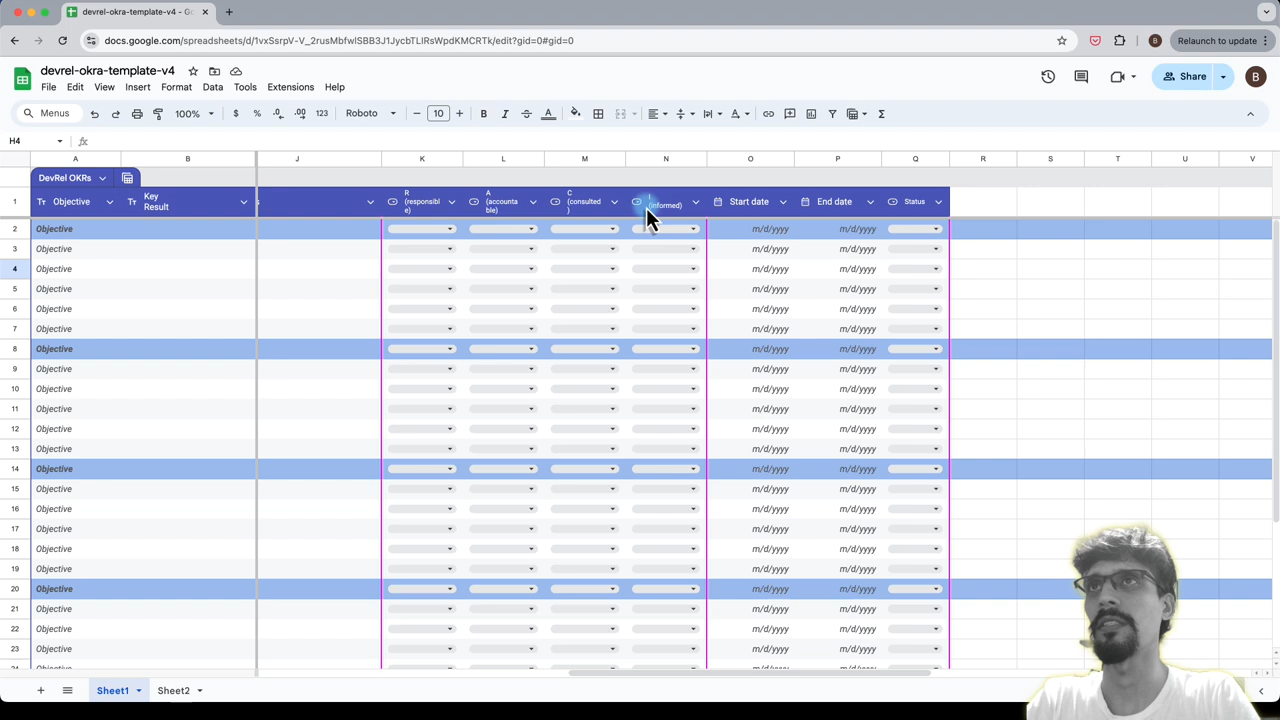 devrel-okra-template-v4 - Go
docs.google.com/spreadsheets/d/1vxSsrpV-V_2rusMbfwlSBB3J1JycbTLIRsWpdKMCRTk/edit?gid=0#gid=0
B
Relaunch to update
devrel-okra-template-v4
File Edit View Insert Format Data Tools Extensions Help
Share
B
Menus 100% $ % .0 .00 123 Roboto 10 B I A
H4
A B J K L M N O P Q R S T U V
DevRel OKRs
1 Tт Objective Tт Key Result s R (responsible) A (accountable) C (consulted) (informed) Start date End date Status
2 Objective m/d/yyyy m/d/yyyy
3 Objective m/d/yyyy m/d/yyyy
4 Objective m/d/yyyy m/d/yyyy
5 Objective m/d/yyyy m/d/yyyy
6 Objective m/d/yyyy m/d/yyyy
7 Objective m/d/yyyy m/d/yyyy
8 Objective m/d/yyyy m/d/yyyy
9 Objective m/d/yyyy m/d/yyyy
10 Objective m/d/yyyy m/d/yyyy
11 Objective m/d/yyyy m/d/yyyy
12 Objective m/d/yyyy m/d/yyyy
13 Objective m/d/yyyy m/d/yyyy
14 Objective m/d/yyyy m/d/yyyy
15 Objective m/d/yyyy m/d/yyyy
16 Objective m/d/yyyy m/d/yyyy
17 Objective m/d/yyyy m/d/yyyy
18 Objective m/d/yyyy m/d/yyyy
19 Objective m/d/yyyy m/d/yyyy
20 Objective m/d/yyyy m/d/yyyy
21 Objective m/d/yyyy m/d/yyyy
22 Objective m/d/yyyy m/d/yyyy
23 Objective m/d/yyyy m/d/yyyy
Sheet1 Sheet2